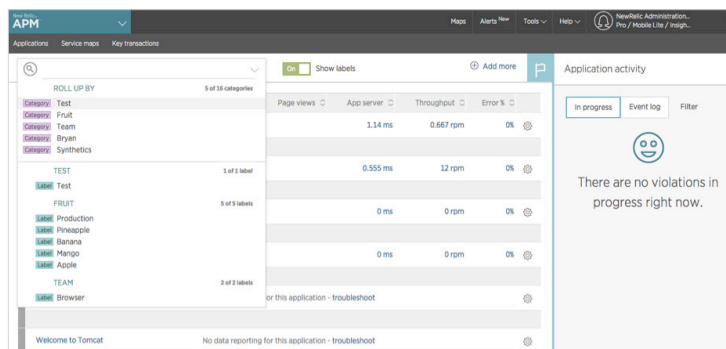 New Relic.
APM
Maps
Alerts New
Tools
Help
NewRelic Administration...
Pro / Mobile Lite / Insigh...
Applications
Service maps
Key transactions
On
Show labels
Add more
Application activity
ROLL UP BY
5 of 16 categories
Category Test
Category Fruit
Category Team
Category Bryan
Category Synthetics
TEST
1 of 1 label
Label Test
FRUIT
5 of 5 labels
Label Production
Label Pineapple
Label Banana
Label Mango
Label Apple
TEAM
2 of 2 labels
Label Browser
Page views
App server
Throughput
Error %
1.14 ms
0.667 rpm
0%
0.555 ms
12 rpm
0%
0 ms
0 rpm
0%
0 ms
0 rpm
0%
or this application - troubleshoot
Welcome to Tomcat
No data reporting for this application - troubleshoot
In progress
Event log
Filter
There are no violations in
progress right now.